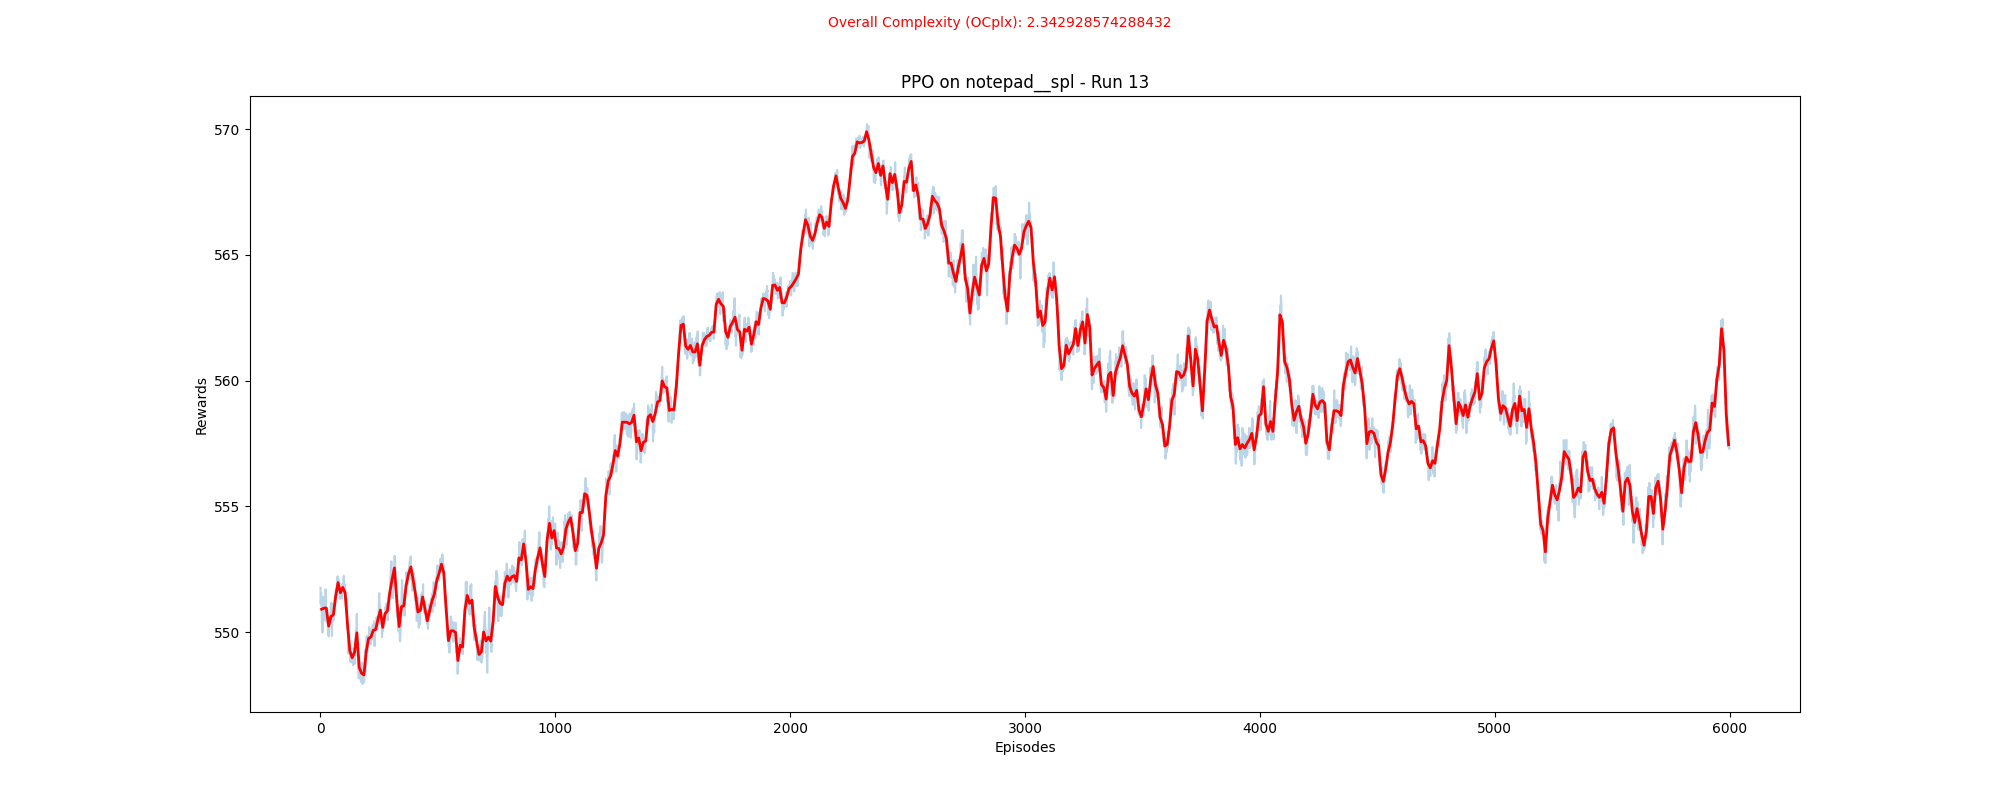 Overall Complexity (OCplx): 2.342928574288432
PPO on notepad__spl - Run 13
570
565
560
555
550
Rewards
0 1000 2000 3000 4000 5000 6000
Episodes